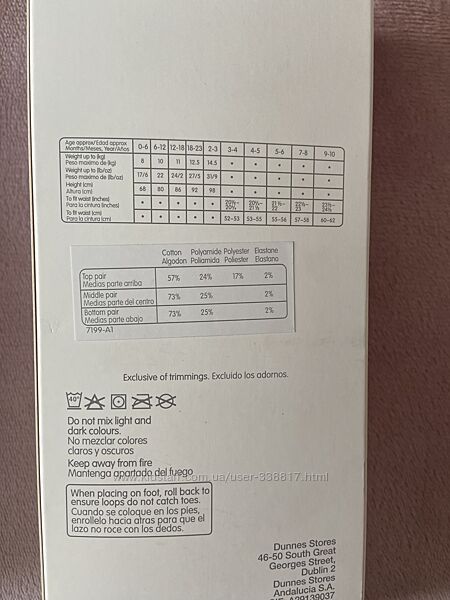 Age approx/Edad approx
Months/Meses, Year/Años 0-6 6-12 12-18 18-23 2-3 3-4 4-5 5-6 7-8 9-10
Weight up to (kg)
Peso maximo de (kg) 8 10 11 12.5 14.5 • • • • •
Weight up to (lb/oz)
Peso maximo de (lb/oz) 17/6 22 24/2 27/5 31/9 • • • • •
Height (cm)
Altura (cm) 68 80 86 92 98 • • • • •
To fit waist (inches)
Para la cintura (inches) • • • • •
To fit waist (cm)
Para la cintura (cm) • • • • • 52-53 53-55 55-56 57-58 60-62
Cotton Polyamide Polyester Elastane
Algodon Poliamida Poliester Elastano
Top pair
Medias parte arriba 57% 24% 17% 2%
Middle pair
Medias parte del centro 73% 25% 2%
Bottom pair
Medias parte abajo 73% 25% 2%
7199-A1
Exclusive of trimmings. Excluido los adornos.
40°
Do not mix light and
dark colours.
No mezclar colores
claros y oscuros
Keep away from fire
Mantenga apartado del fuego
www.kidstaff.com.ua/user-338817.html
When placing on foot, roll back to
ensure loops do not catch toes.
Cuando se coloque en los pies,
enrollelo hacia atras para que el
lazo no roce con los dedos.
Dunnes Stores
46-50 South Great
Georges Street,
Dublin 2
Dunnes Stores
Andalucia S.A.
CIF A29139037